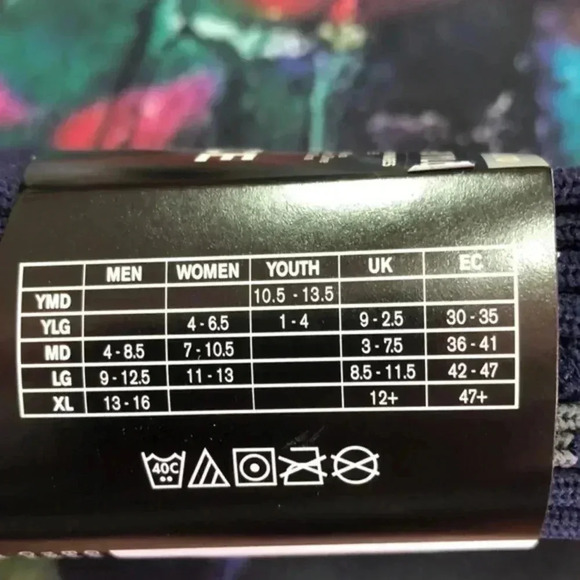 MEN WOMEN YOUTH UK EC
YMD 10.5 - 13.5
YLG 4 - 6.5 1 - 4 9 - 2.5 30 - 35
MD 4 - 8.5 7 - 10.5 3 - 7.5 36 - 41
LG 9 - 12.5 11 - 13 8.5 - 11.5 42 - 47
XL 13 - 16 12+ 47+
40C